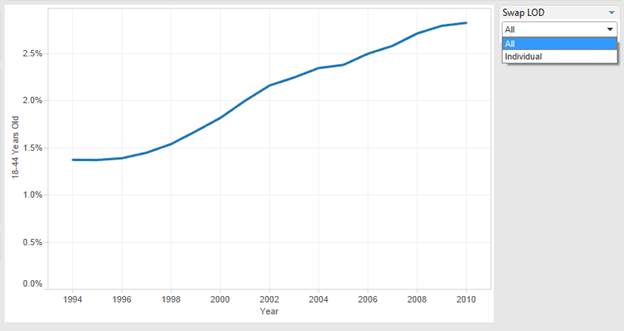 Swap LOD
All
All
Individual
18-44 Years Old
2.5%
2.0%
1.5%
1.0%
0.5%
0.0%
1994 1996 1998 2000 2002 2004 2006 2008 2010
Year